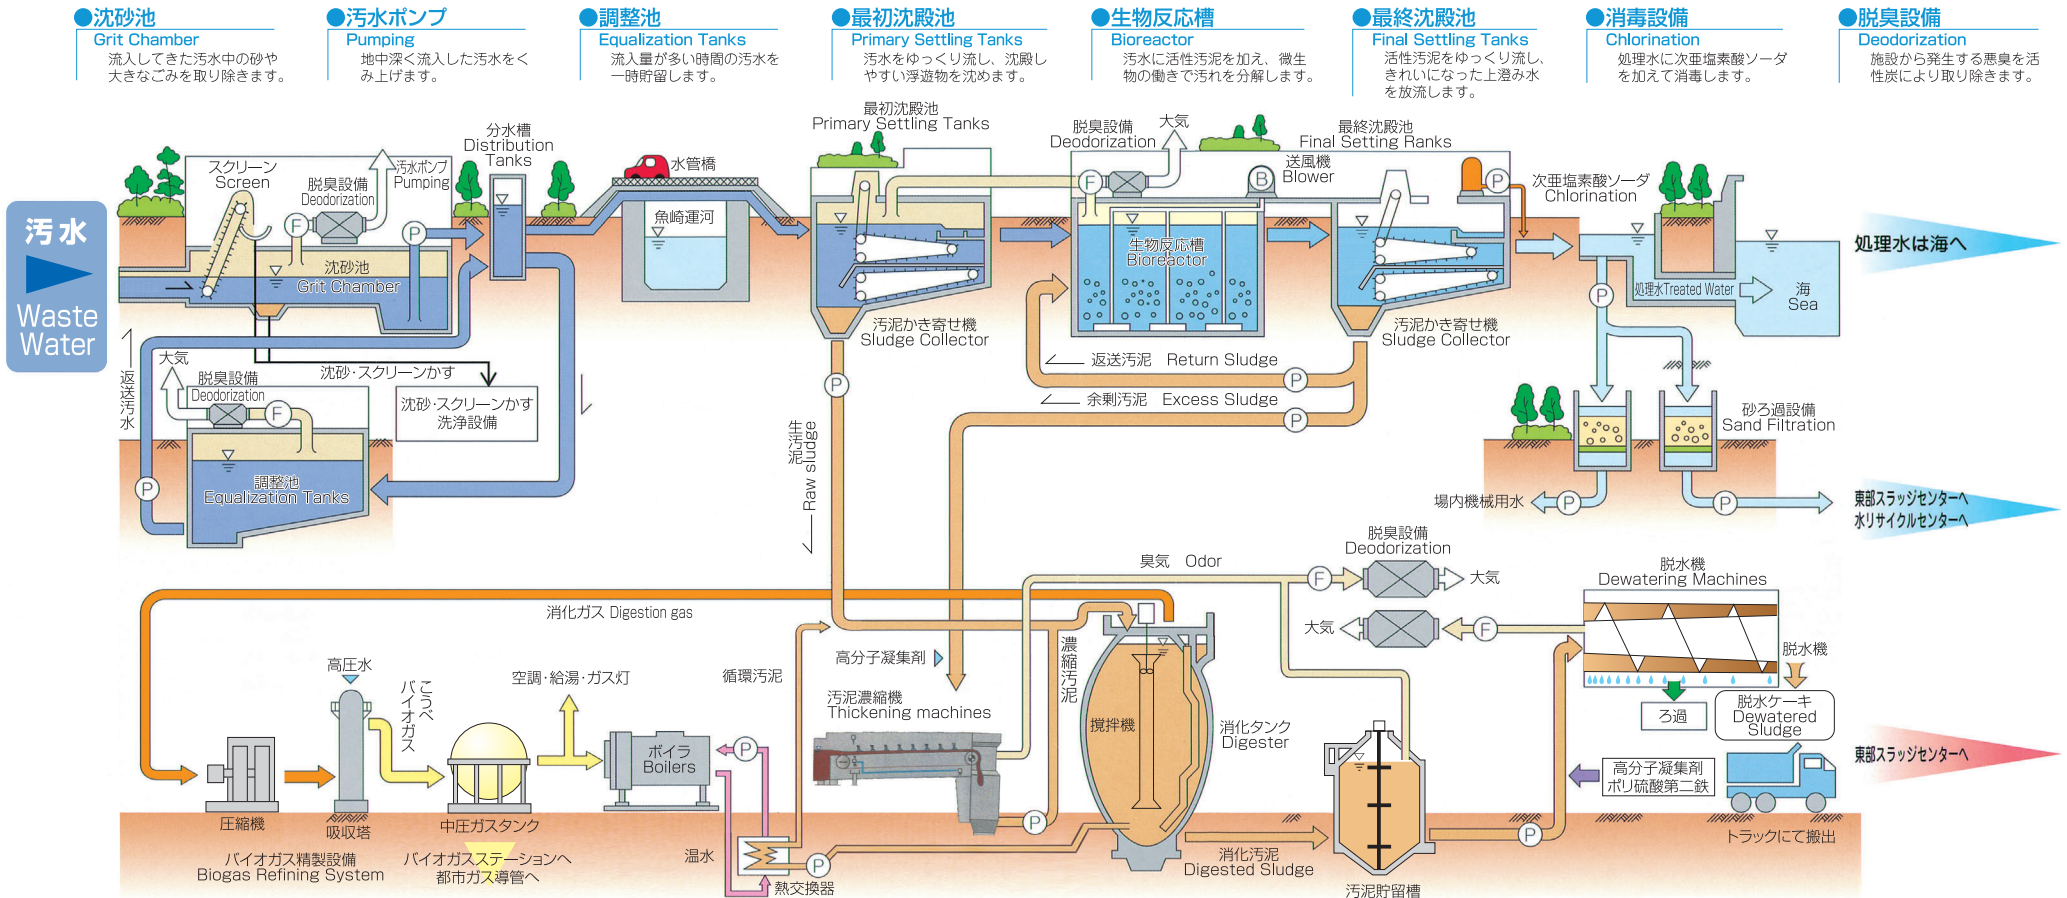 ●沈砂池
Grit Chamber
流入してきた汚水中の砂や
大きなごみを取り除きます。
●汚水ポンプ
Pumping
地中深く流入した汚水をく
み上げます。
●調整池
Equalization Tanks
流入量が多い時間の汚水を
一時貯留します。
●最初沈殿池
Primary Settling Tanks
汚水をゆっくり流し、沈殿し
やすい浮遊物を沈めます。
●生物反応槽
Bioreactor
汚水に活性汚泥を加え、微生
物の働きで汚れを分解します。
●最終沈殿池
Final Settling Tanks
活性汚泥をゆっくり流し、
きれいになった上澄み水
を放流します。
●消毒設備
Chlorination
処理水に次亜塩素酸ソーダ
を加えて消毒します。
●脱臭設備
Deodorization
施設から発生する悪臭を活
性炭により取り除きます。
汚水
Waste
Water
スクリーン
Screen
脱臭設備
Deodorization
F
汚水ポンプ
Pumping
P
沈砂池
Grit Chamber
分水槽
Distribution
Tanks
水管橋
魚崎運河
最初沈殿池
Primary Settling Tanks
汚泥かき寄せ機
Sludge Collector
脱臭設備
Deodorization
大気
F
送風機
Blower
B
生物反応槽
Bioreactor
最終沈殿池
Final Setting Ranks
P
次亜塩素酸ソーダ
Chlorination
汚泥かき寄せ機
Sludge Collector
処理水Treated Water
海
Sea
処理水は海へ
P
返送汚水
大気
脱臭設備
Deodorization
F
沈砂・スクリーンかす
沈砂・スクリーンかす
洗浄設備
調整池
Equalization Tanks
P
P
生汚泥
Raw sludge
返送汚泥 Return Sludge
P
余剰汚泥 Excess Sludge
P
砂ろ過設備
Sand Filtration
場内機械用水
P
P
東部スラッジセンターへ
水リサイクルセンターへ
臭気 Odor
脱臭設備
Deodorization
F
大気
大気
F
脱水機
Dewatering Machines
脱水機
ろ過
脱水ケーキ
Dewatered
Sludge
高分子凝集剤
ポリ硫酸第二鉄
トラックにて搬出
東部スラッジセンターへ
消化ガス Digestion gas
高圧水
こうべ
バイオガス
空調・給湯・ガス灯
循環汚泥
高分子凝集剤
汚泥濃縮機
Thickening machines
濃縮汚泥
撹拌機
消化タンク
Digester
ボイラ
Boilers
P
圧縮機
吸収塔
中圧ガスタンク
バイオガス精製設備
Biogas Refining System
バイオガスステーションへ
都市ガス導管へ
温水
P
熱交換器
P
消化汚泥
Digested Sludge
汚泥貯留槽
P